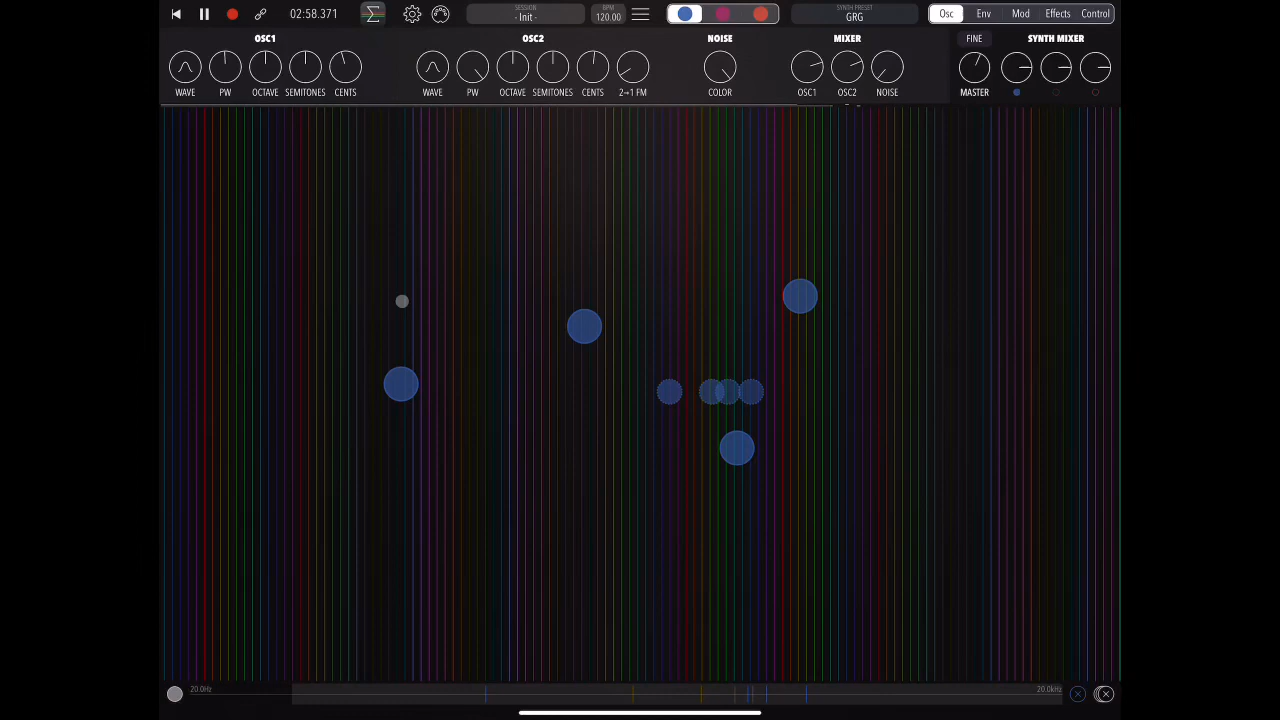 02:58.371
SESSION
- Init -
BPM
120.00
SYNTH PRESET
GRG
Osc Env Mod Effects Control
OSC1 OSC2 NOISE MIXER FINE SYNTH MIXER
WAVE PW OCTAVE SEMITONES CENTS WAVE PW OCTAVE SEMITONES CENTS 2→1 FM COLOR OSC1 OSC2 NOISE MASTER
20.0Hz 20.0kHz